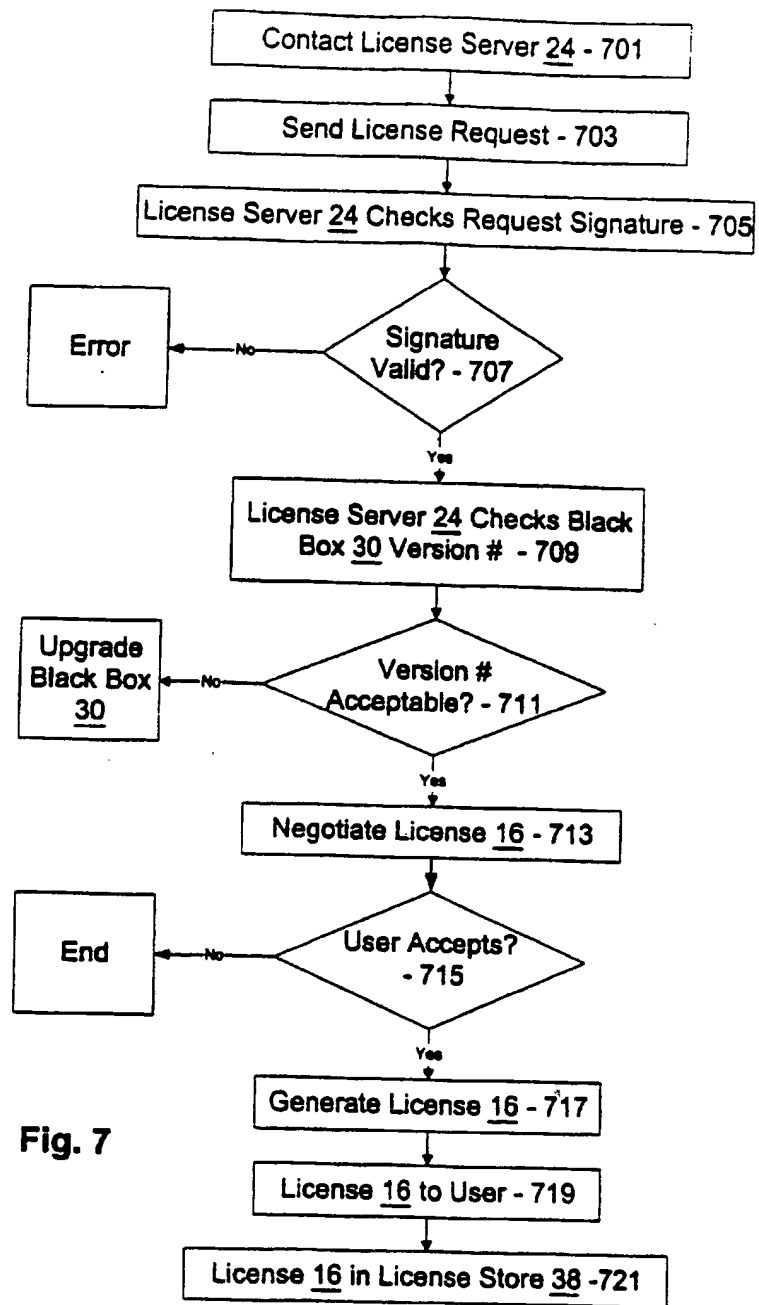 Contact License Server 24 - 701
Send License Request - 703
License Server 24 Checks Request Signature - 705
Error
No
Signature
Valid? - 707
Yes
License Server 24 Checks Black
Box 30 Version # - 709
Upgrade
Black Box
30
No
Version #
Acceptable? - 711
Yes
Negotiate License 16 - 713
End
No
User Accepts?
- 715
Yes
Generate License 16 - 717
Fig. 7
License 16 to User - 719
License 16 in License Store 38 -721